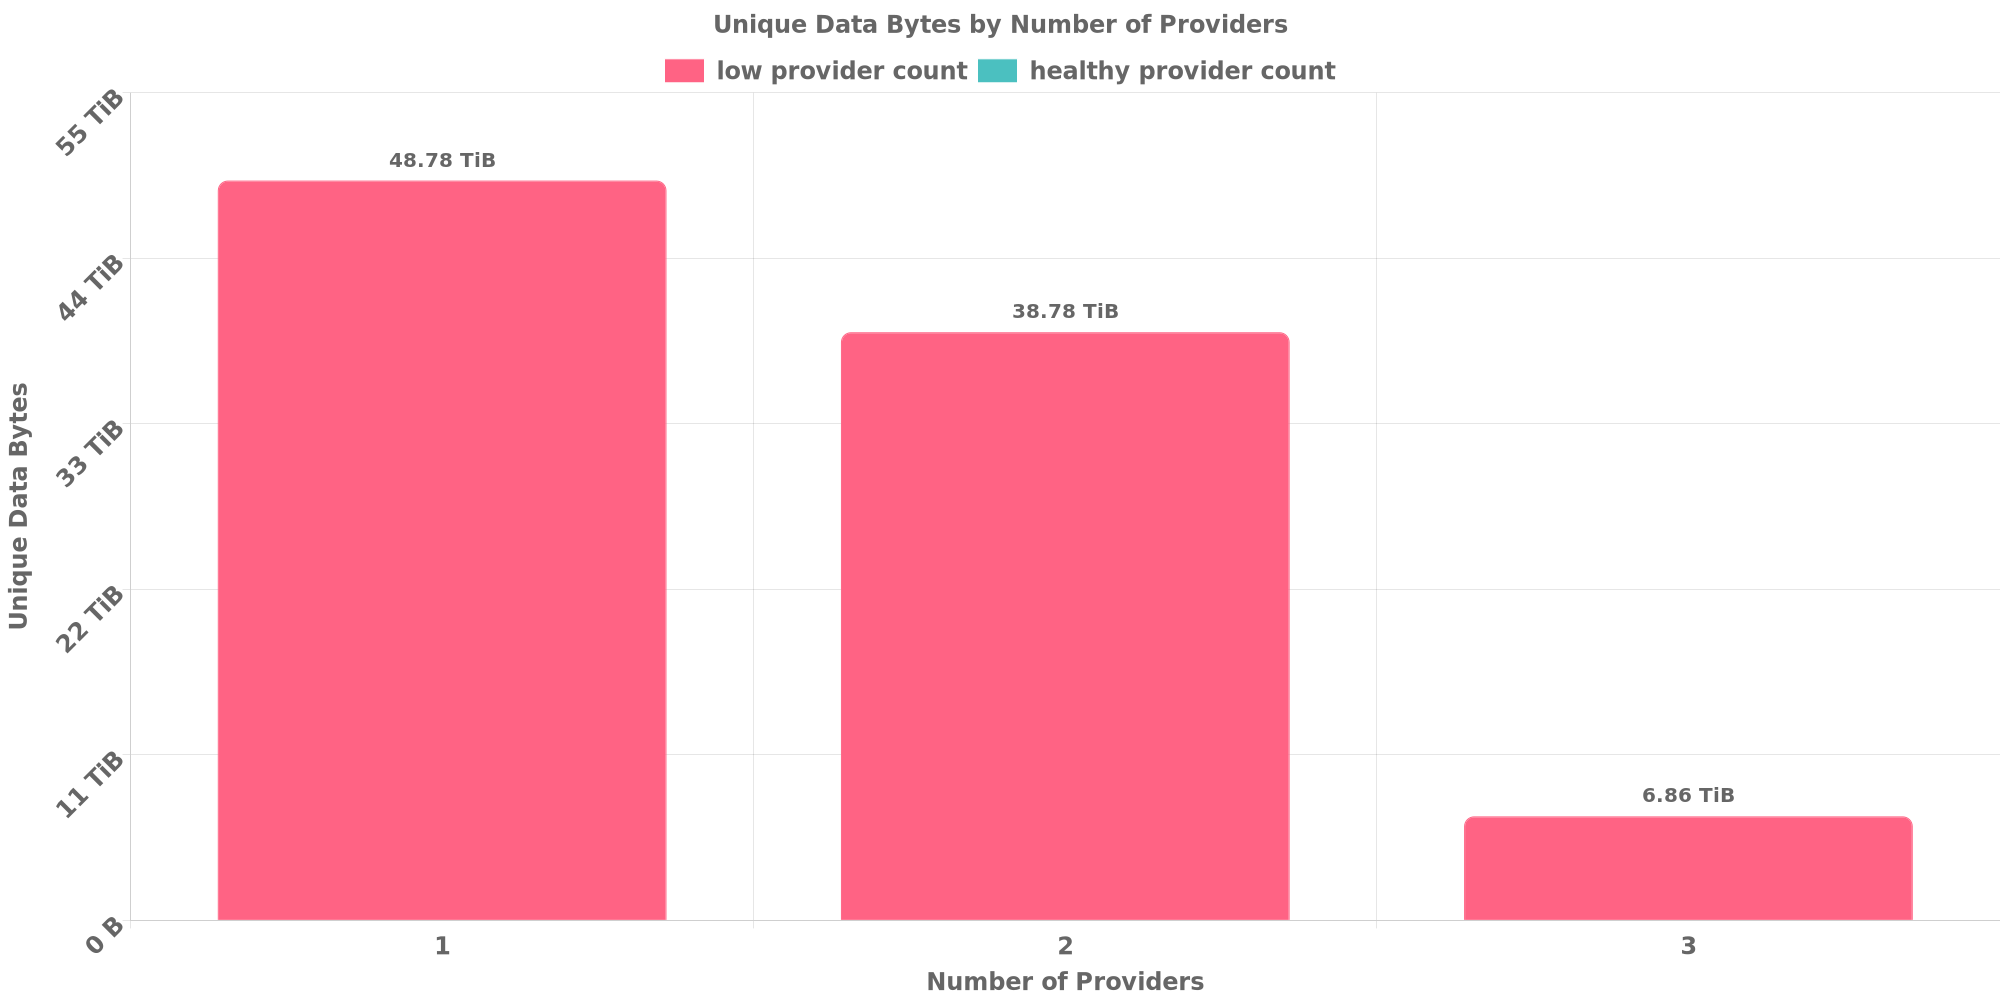 Unique Data Bytes by Number of Providers
low provider count healthy provider count
55 TiB
48.78 TiB
44 TiB
38.78 TiB
33 TiB
22 TiB
11 TiB
6.86 TiB
0 B
Unique Data Bytes
1 2 3
Number of Providers